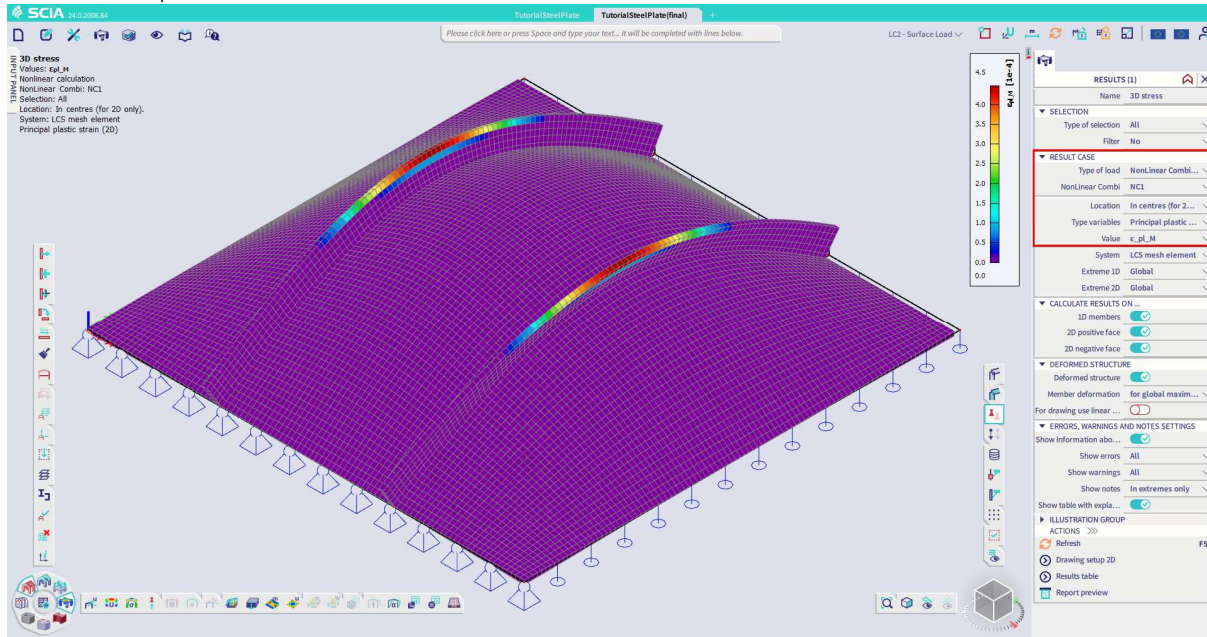 SCiA 24.0.2008.64
TutorialSteelPlate
TutorialSteelPlate(final)
+
Please click here or press Space and type your text... It will be completed with lines below.
LC2 - Surface Load
INPUT PANEL
3D stress
Values: εpl_M
Nonlinear calculation
NonLinear Combi: NC1
Selection: All
Location: In centres (for 2D only).
System: LCS mesh element
Principal plastic strain (2D)
4.5
4.0
3.5
3.0
2.5
2.0
1.5
1.0
0.5
0.0
0.0
εpl_M [1e-4]
RESULTS (1)
Name 3D stress
SELECTION
Type of selection All
Filter No
RESULT CASE
Type of load NonLinear Combi...
NonLinear Combi NC1
Location In centres (for 2...
Type variables Principal plastic ...
Value ε_pl_M
System LCS mesh element
Extreme 1D Global
Extreme 2D Global
CALCULATE RESULTS ON ...
1D members
2D positive face
2D negative face
DEFORMED STRUCTURE
Deformed structure
Member deformation for global maxim...
For drawing use linear ...
ERRORS, WARNINGS AND NOTES SETTINGS
Show Information abo...
Show errors All
Show warnings All
Show notes In extremes only
Show table with expla...
ILLUSTRATION GROUP
ACTIONS >>>
Refresh F5
Drawing setup 2D
Results table
Report preview